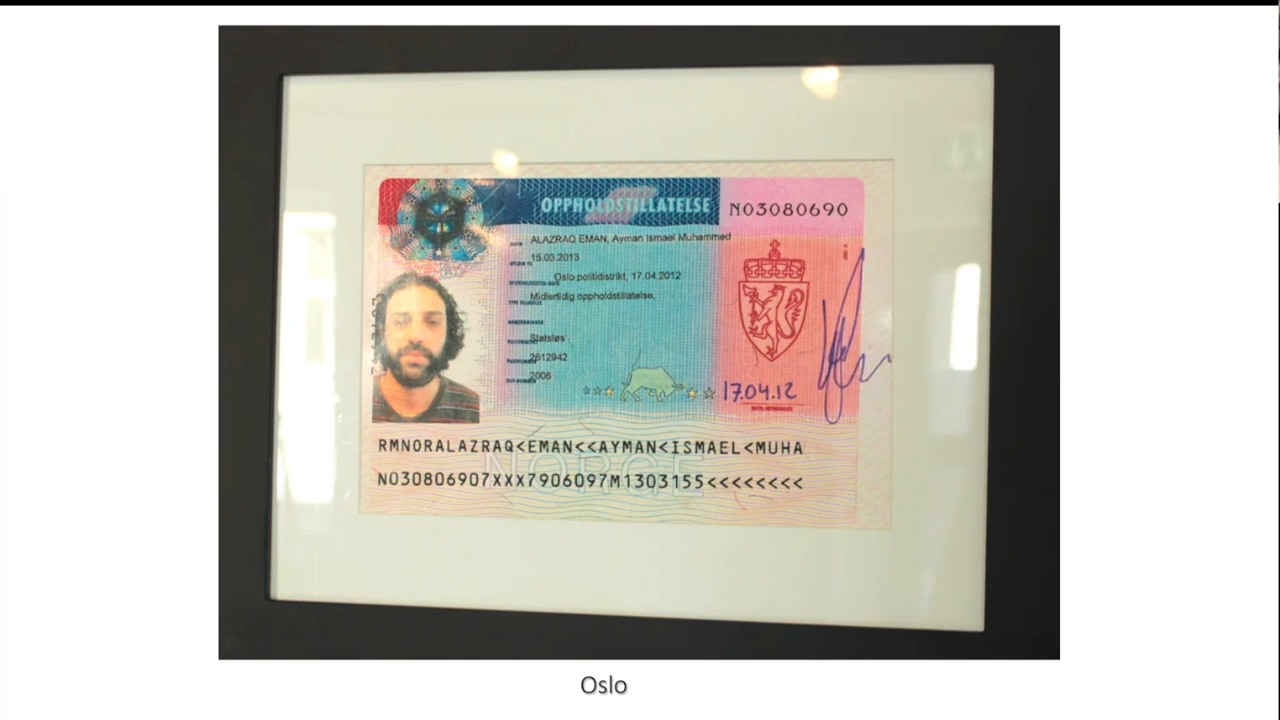 OPPHOLDSTILLATELSE
N03080690
ALAZRAQ EMAN, Ayman Ismael Muhammed
15.03.2013
Oslo politidistrikt, 17.04.2012
Midlertidig oppholdstillatelse,
Statsløs
2612942
2006
17.04.12
RMNORALAZRAQ<EMAN<<AYMAN<ISMAEL<MUHA
NORGE
N030806907XXX7906097M1303155<<<<<<<<
Oslo